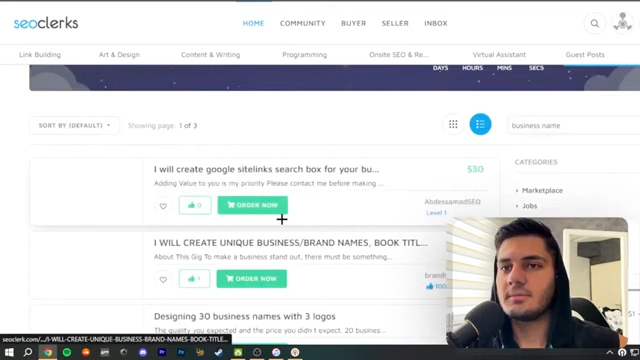 seoclerks
HOME COMMUNITY BUYER SELLER INBOX
Link Building Art & Design Content & Writing Programming Onsite SEO & Re... Virtual Assistant Guest Posts
DAYS HOURS MINS SECS
SORT BY (DEFAULT) Showing page: 1 of 3 business name
I will create google sitelinks search box for your bu... $30
Adding Value to you is my priority Please contact me before making ...
0 ORDER NOW
AbdessamedSEO
Level 1
CATEGORIES
Marketplace
Jobs
I WILL CREATE UNIQUE BUSINESS/BRAND NAMES, BOOK TITL...
About This Gig To make a business stand out, there must be something...
1 ORDER NOW
100
Designing 30 business names with 3 logos
The quality you expected and the price you didn t expect. 20 busines...
seoclerk.com/.../I-WILL-CREATE-UNIQUE-BUSINESS-BRAND-NAMES-BOOK-TITLE...